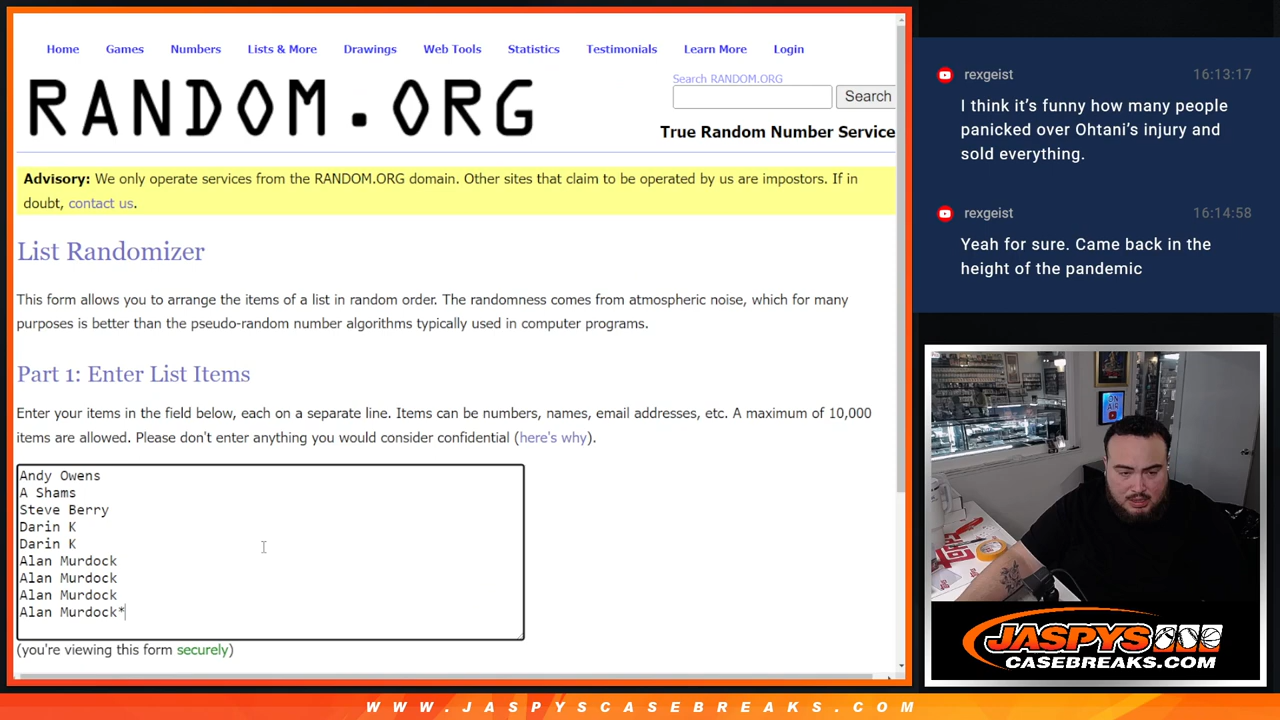 Home Games Numbers Lists & More Drawings Web Tools Statistics Testimonials Learn More Login
Search RANDOM.ORG
RANDOM.ORG
Search
True Random Number Service
Advisory: We only operate services from the RANDOM.ORG domain. Other sites that claim to be operated by us are impostors. If in
doubt, contact us.
List Randomizer
This form allows you to arrange the items of a list in random order. The randomness comes from atmospheric noise, which for many
purposes is better than the pseudo-random number algorithms typically used in computer programs.
Part 1: Enter List Items
Enter your items in the field below, each on a separate line. Items can be numbers, names, email addresses, etc. A maximum of 10,000
items are allowed. Please don't enter anything you would consider confidential (here's why).
Andy Owens
A Shams
Steve Berry
Darin K
Darin K
Alan Murdock
Alan Murdock
Alan Murdock
Alan Murdock*
(you're viewing this form securely)
rexgeist 16:13:17
I think it’s funny how many people
panicked over Ohtani’s injury and
sold everything.
rexgeist 16:14:58
Yeah for sure. Came back in the
height of the pandemic
ON
AIR
JASPYS
CASEBREAKS.COM
WWW.JASPYSCASEBREAKS.COM